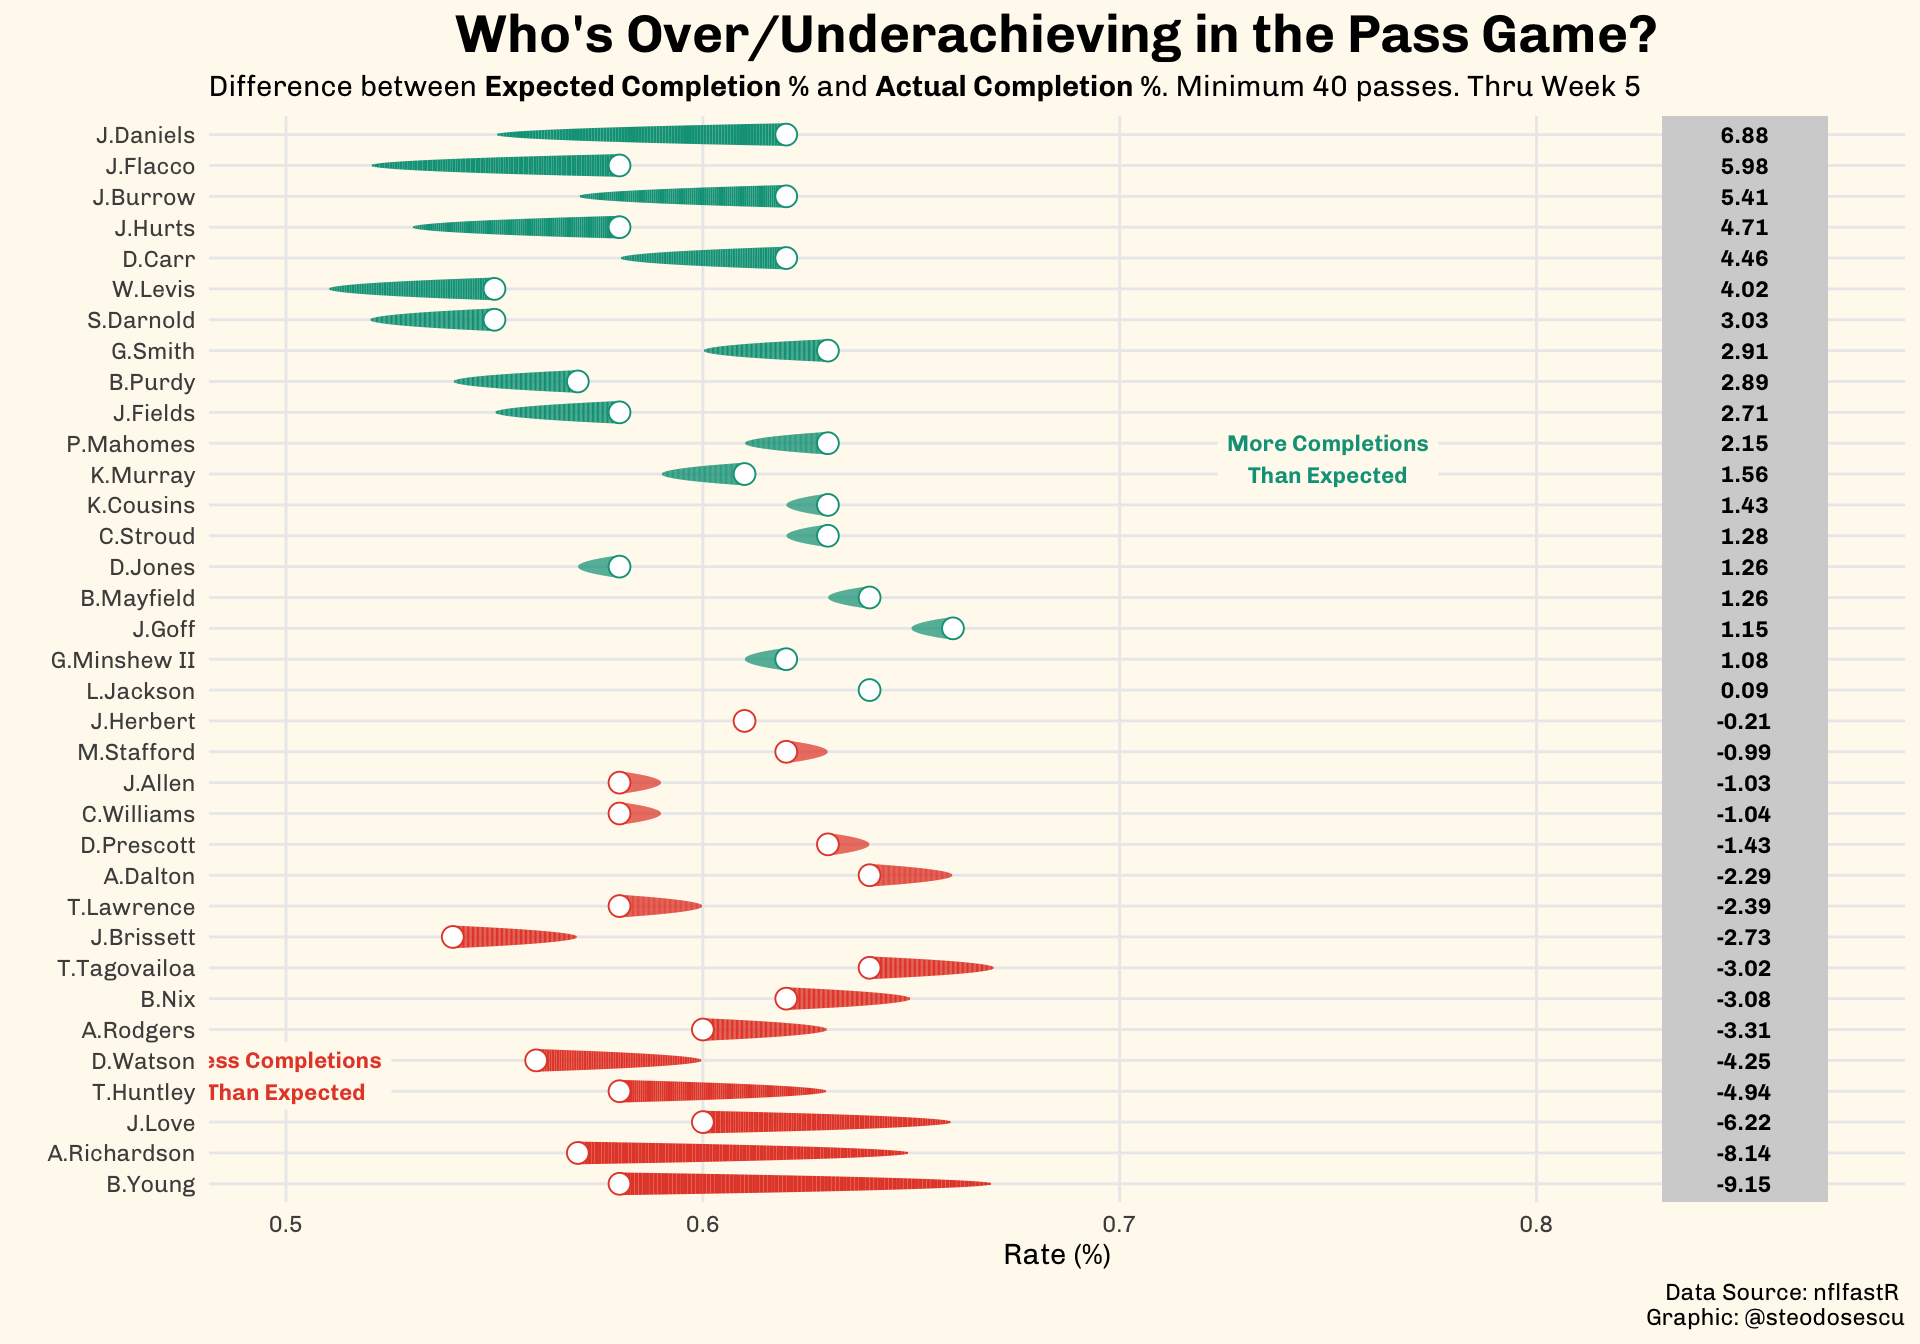 Who's Over/Underachieving in the Pass Game?
Difference between Expected Completion % and Actual Completion %. Minimum 40 passes. Thru Week 5
J.Daniels 6.88
J.Flacco 5.98
J.Burrow 5.41
J.Hurts 4.71
D.Carr 4.46
W.Levis 4.02
S.Darnold 3.03
G.Smith 2.91
B.Purdy 2.89
J.Fields 2.71
P.Mahomes More Completions 2.15
K.Murray Than Expected 1.56
K.Cousins 1.43
C.Stroud 1.28
D.Jones 1.26
B.Mayfield 1.26
J.Goff 1.15
G.Minshew II 1.08
L.Jackson 0.09
J.Herbert -0.21
M.Stafford -0.99
J.Allen -1.03
C.Williams -1.04
D.Prescott -1.43
A.Dalton -2.29
T.Lawrence -2.39
J.Brissett -2.73
T.Tagovailoa -3.02
B.Nix -3.08
A.Rodgers -3.31
D.Watson ess Completions -4.25
T.Huntley Than Expected -4.94
J.Love -6.22
A.Richardson -8.14
B.Young -9.15
0.5 0.6 0.7 0.8
Rate (%)
Data Source: nflfastR
Graphic: @steodosescu